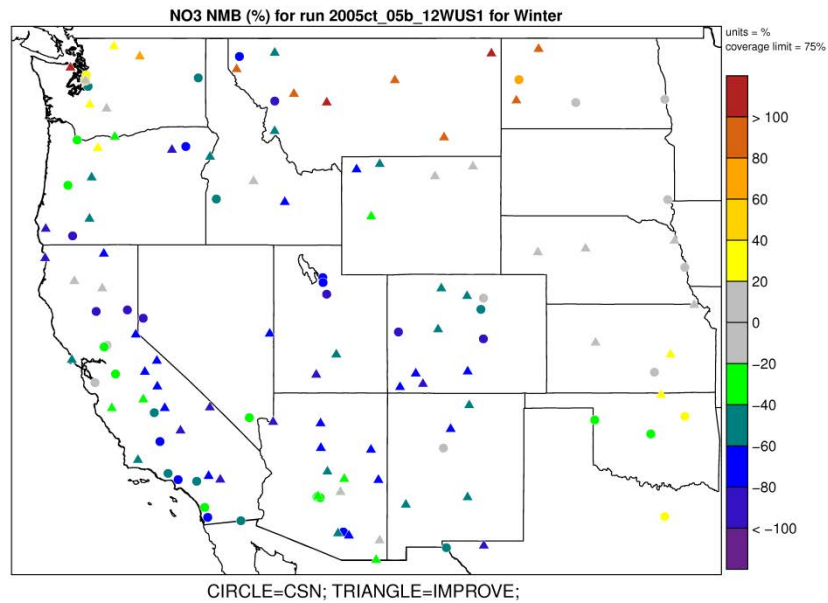 NO3 NMB (%) for run 2005ct_05b_12WUS1 for Winter
units = %
coverage limit = 75%
> 100
80
60
40
20
0
−20
−40
−60
−80
< −100
CIRCLE=CSN; TRIANGLE=IMPROVE;